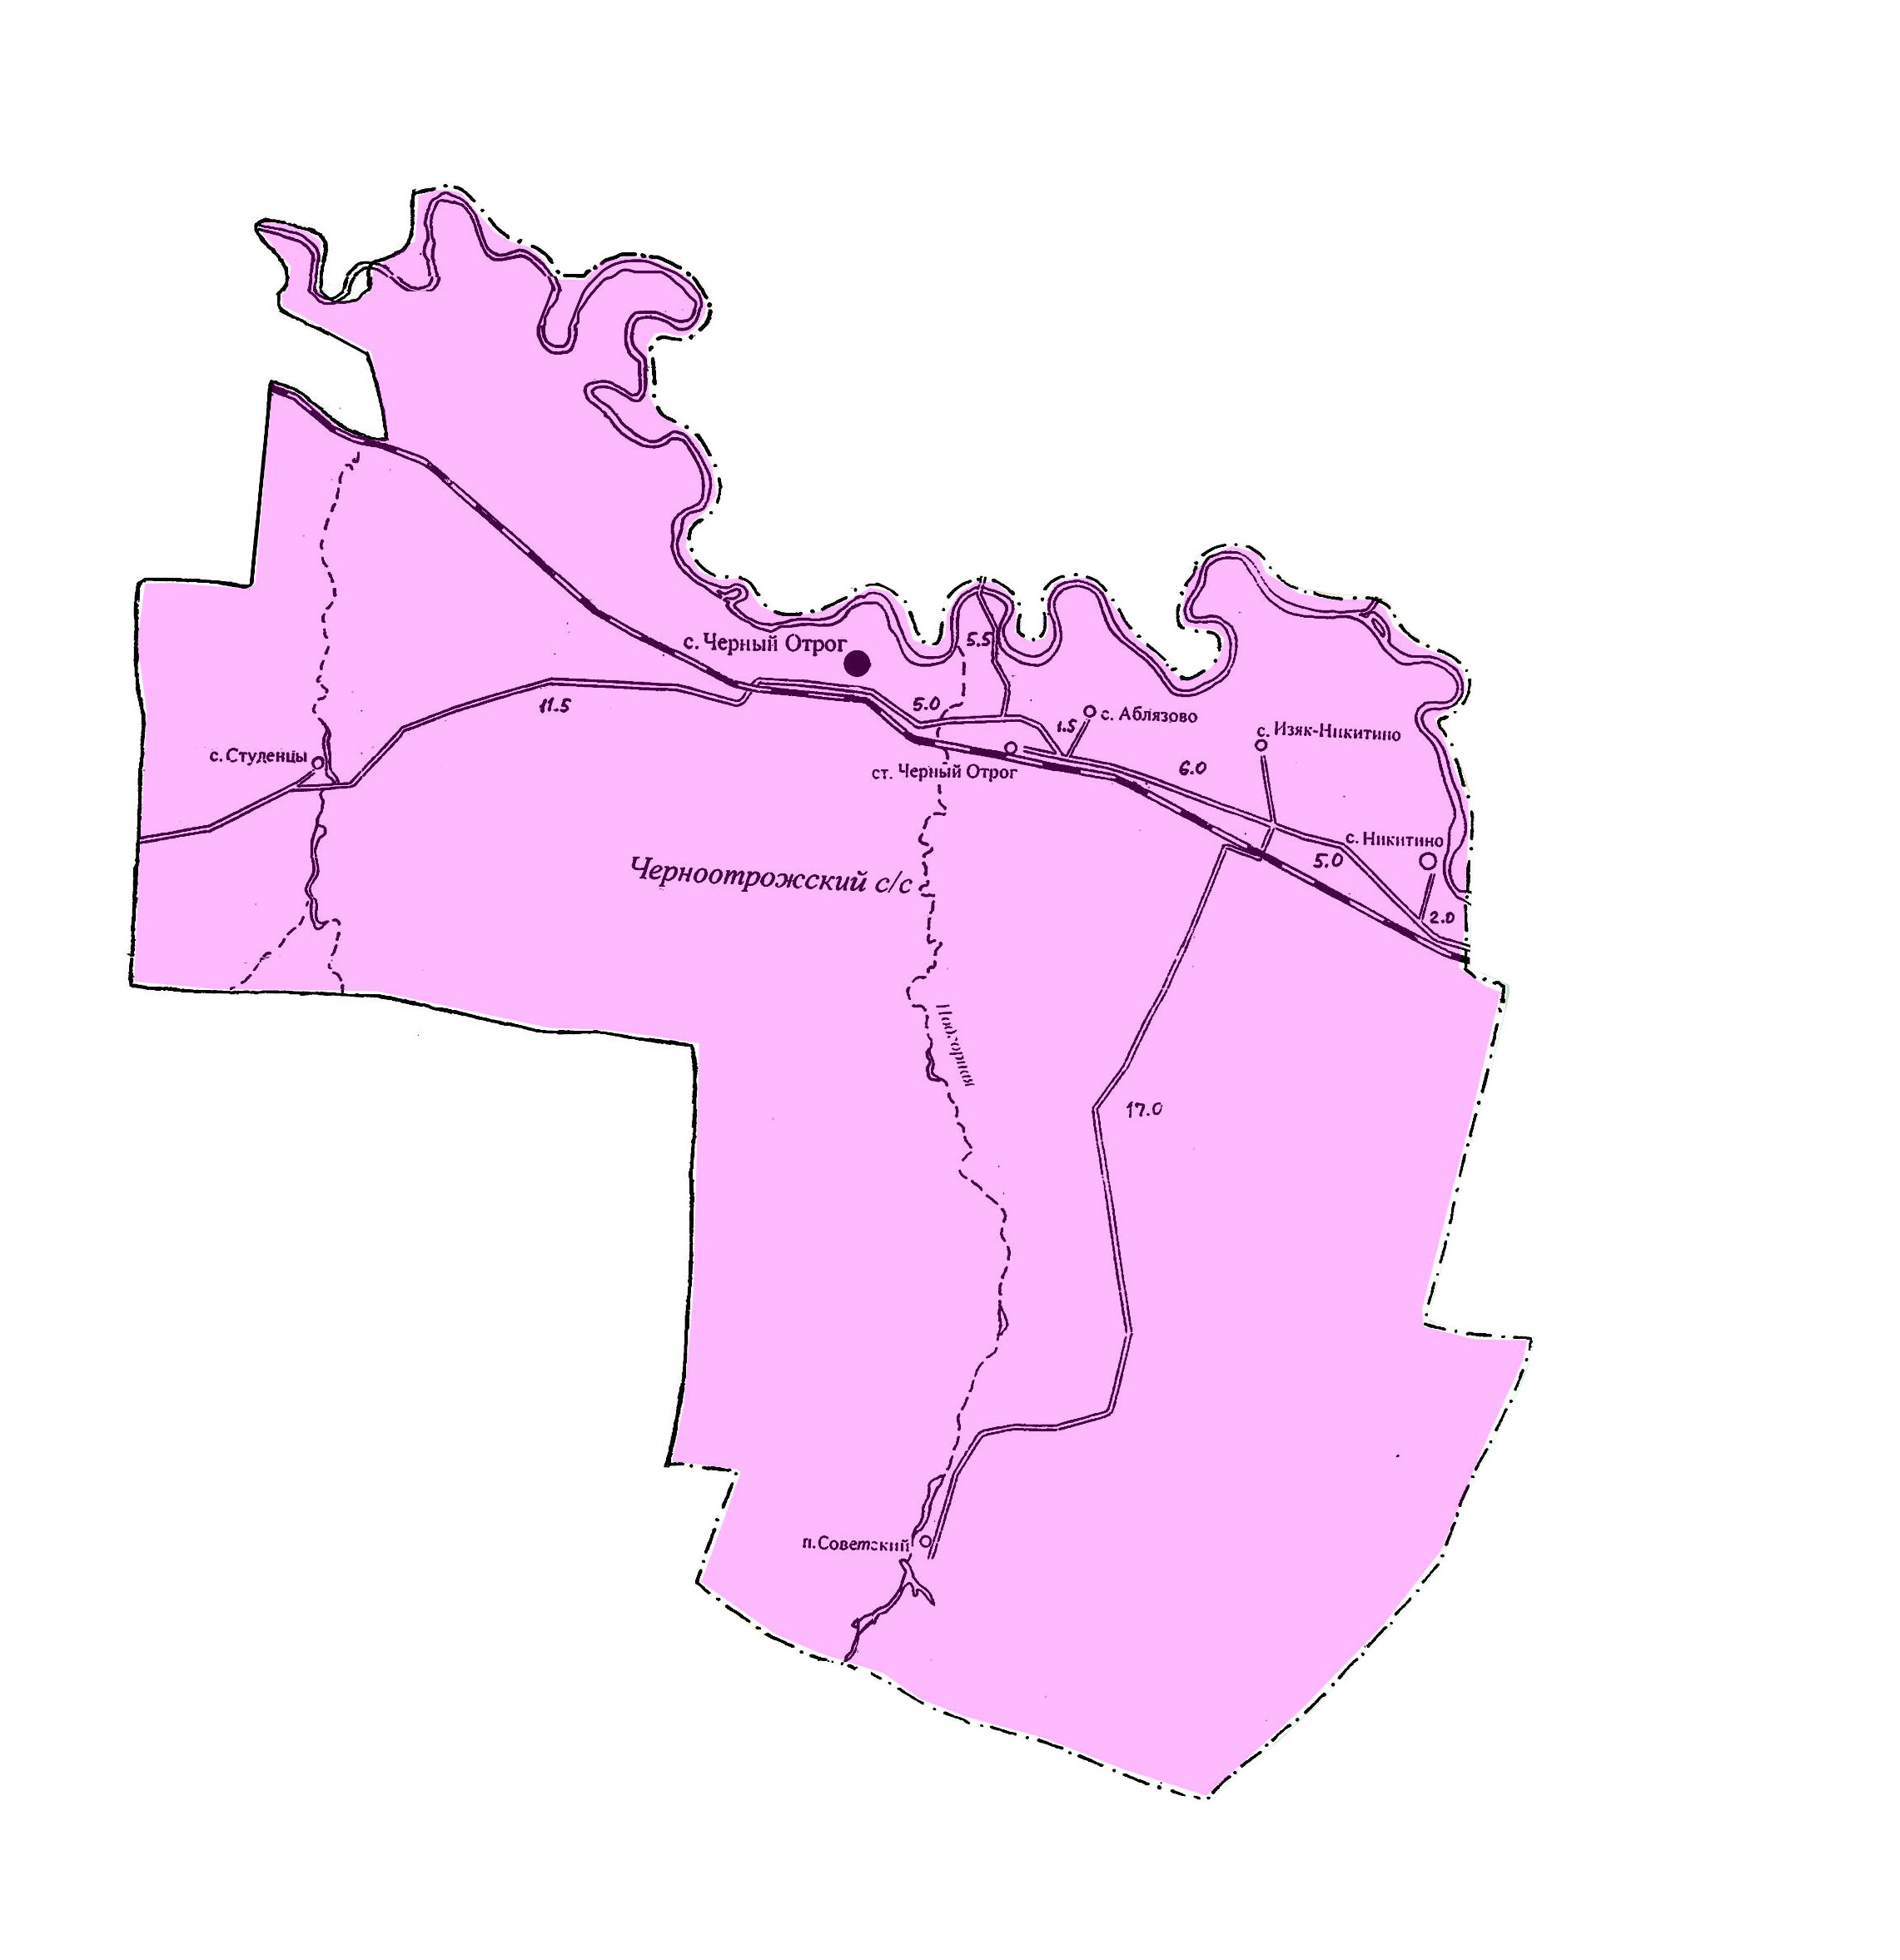 с. Черный Отрог
5.5
11.5
5.0
1.5
с. Аблязово
с. Изяк-Никитино
с. Студенцы
ст. Черный Отрог
6.0
с. Никитино
5.0
Черноотрожский с/с
2.0
Подгорная
17.0
п. Советский